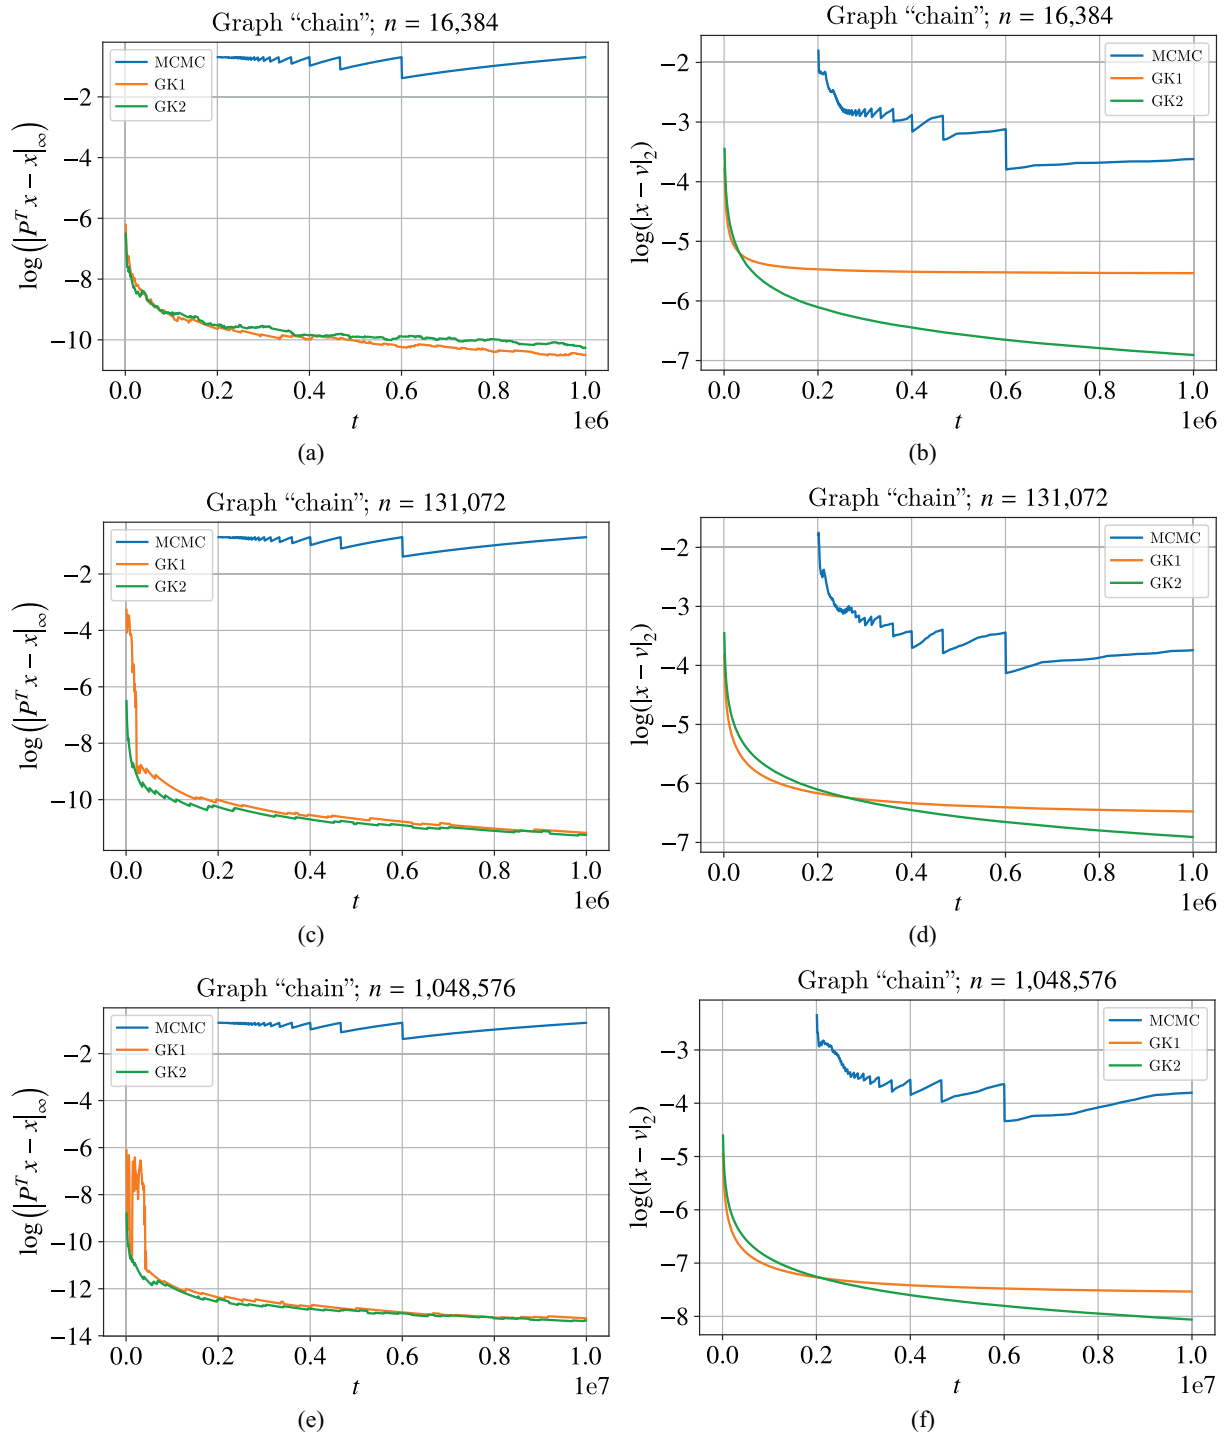 Graph “chain”; n = 16,384
MCMC
GK1
GK2
log(|P^T x − x|_∞)
−2
−4
−6
−8
−10
0.0 0.2 0.4 0.6 0.8 1.0
1e6
t
(a)
Graph “chain”; n = 16,384
MCMC
GK1
GK2
log(|x − v|_2)
−2
−3
−4
−5
−6
−7
0.0 0.2 0.4 0.6 0.8 1.0
1e6
t
(b)
Graph “chain”; n = 131,072
MCMC
GK1
GK2
log(|P^T x − x|_∞)
−2
−4
−6
−8
−10
0.0 0.2 0.4 0.6 0.8 1.0
1e6
t
(c)
Graph “chain”; n = 131,072
MCMC
GK1
GK2
log(|x − v|_2)
−2
−3
−4
−5
−6
−7
0.0 0.2 0.4 0.6 0.8 1.0
1e6
t
(d)
Graph “chain”; n = 1,048,576
MCMC
GK1
GK2
log(|P^T x − x|_∞)
−2
−4
−6
−8
−10
−12
−14
0.0 0.2 0.4 0.6 0.8 1.0
1e7
t
(e)
Graph “chain”; n = 1,048,576
MCMC
GK1
GK2
log(|x − v|_2)
−3
−4
−5
−6
−7
−8
0.0 0.2 0.4 0.6 0.8 1.0
1e7
t
(f)